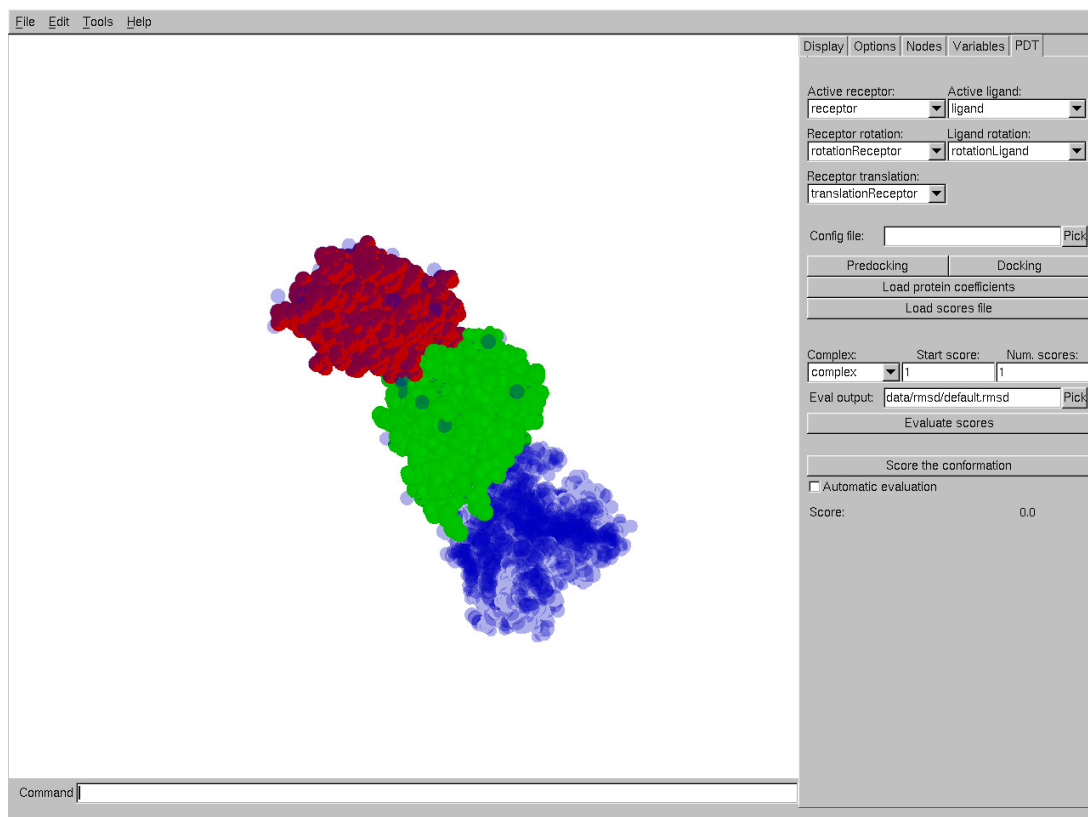 File Edit Tools Help
Display Options Nodes Variables PDT
Active receptor: Active ligand:
receptor ligand
Receptor rotation: Ligand rotation:
rotationReceptor rotationLigand
Receptor translation:
translationReceptor
Config file: Pick
Predocking Docking
Load protein coefficients
Load scores file
Complex: Start score: Num. scores:
complex 1 1
Eval output: data/rmsd/default.rmsd Pick
Evaluate scores
Score the conformation
Automatic evaluation
Score: 0.0
Command